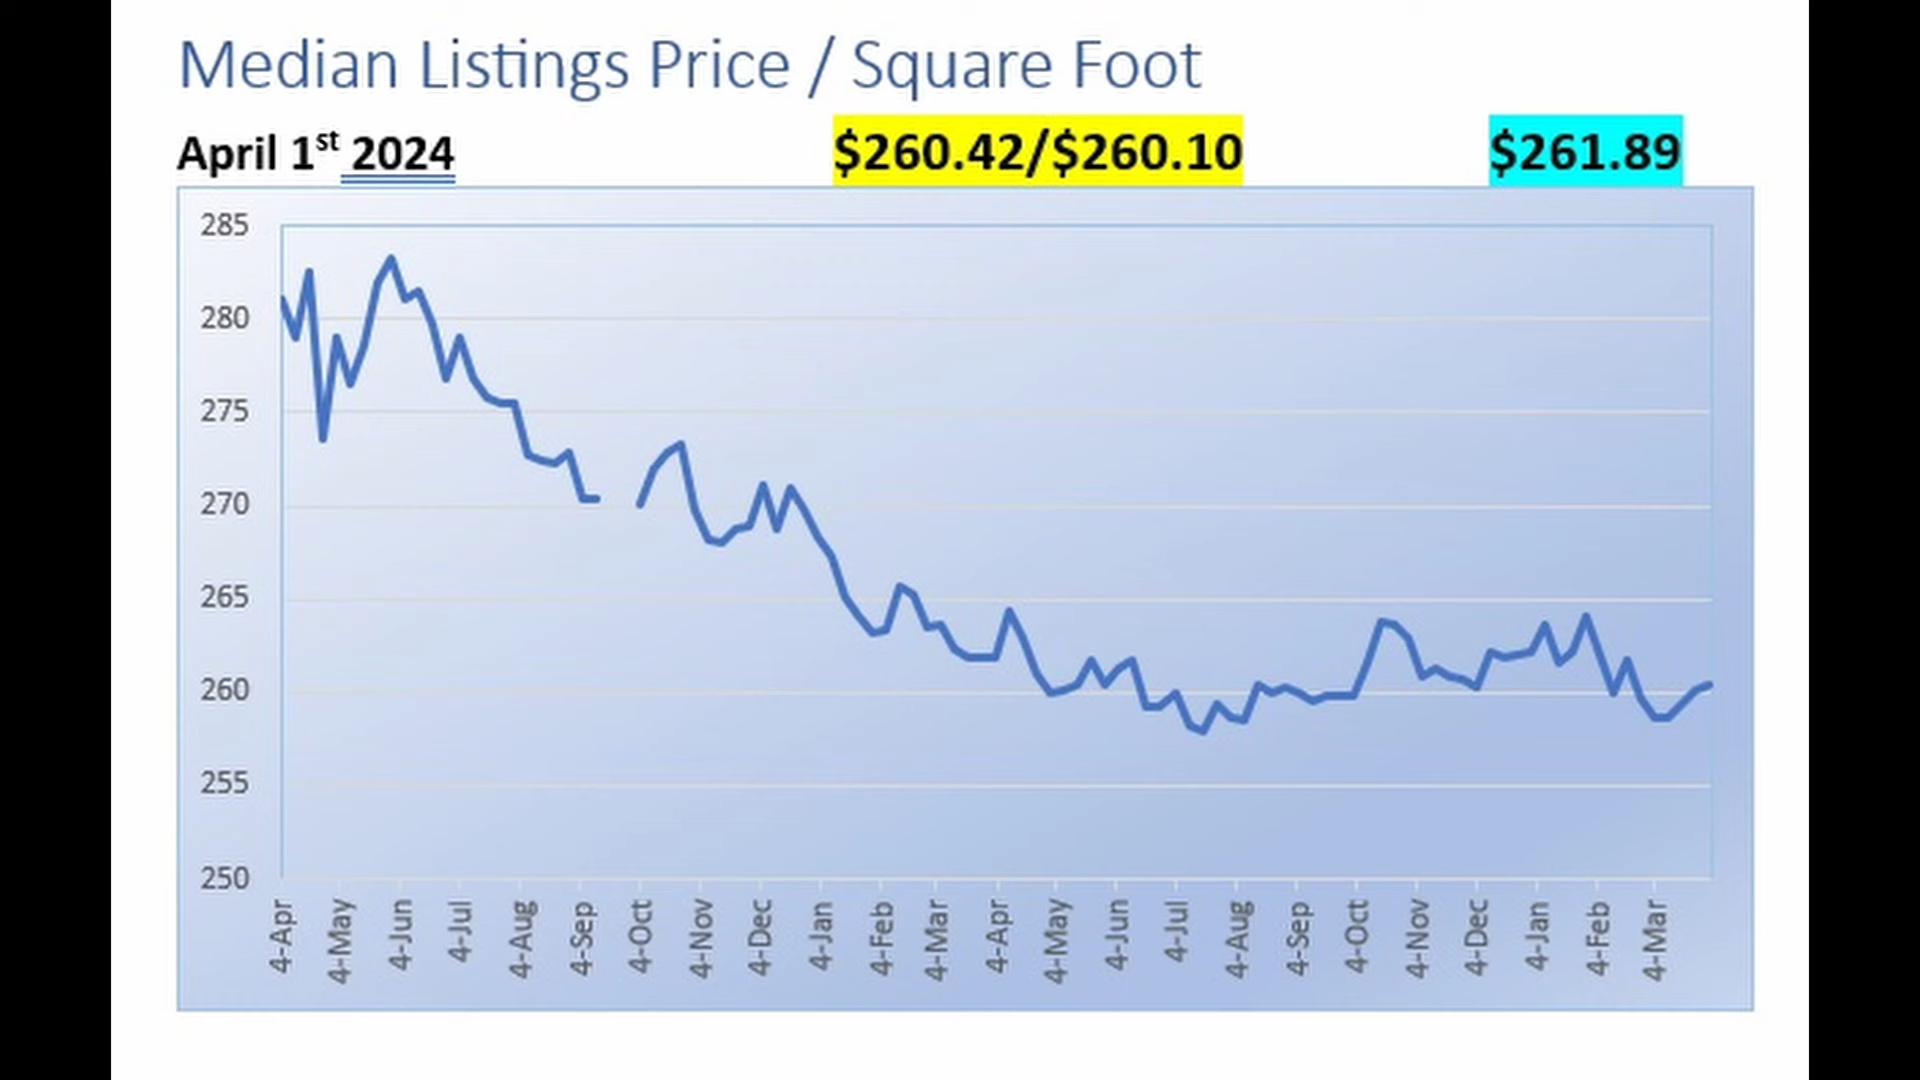 Median Listings Price / Square Foot
April 1st 2024 $260.42/$260.10 $261.89
285
280
275
270
265
260
255
250
4-Apr 4-May 4-Jun 4-Jul 4-Aug 4-Sep 4-Oct 4-Nov 4-Dec 4-Jan 4-Feb 4-Mar 4-Apr 4-May 4-Jun 4-Jul 4-Aug 4-Sep 4-Oct 4-Nov 4-Dec 4-Jan 4-Feb 4-Mar